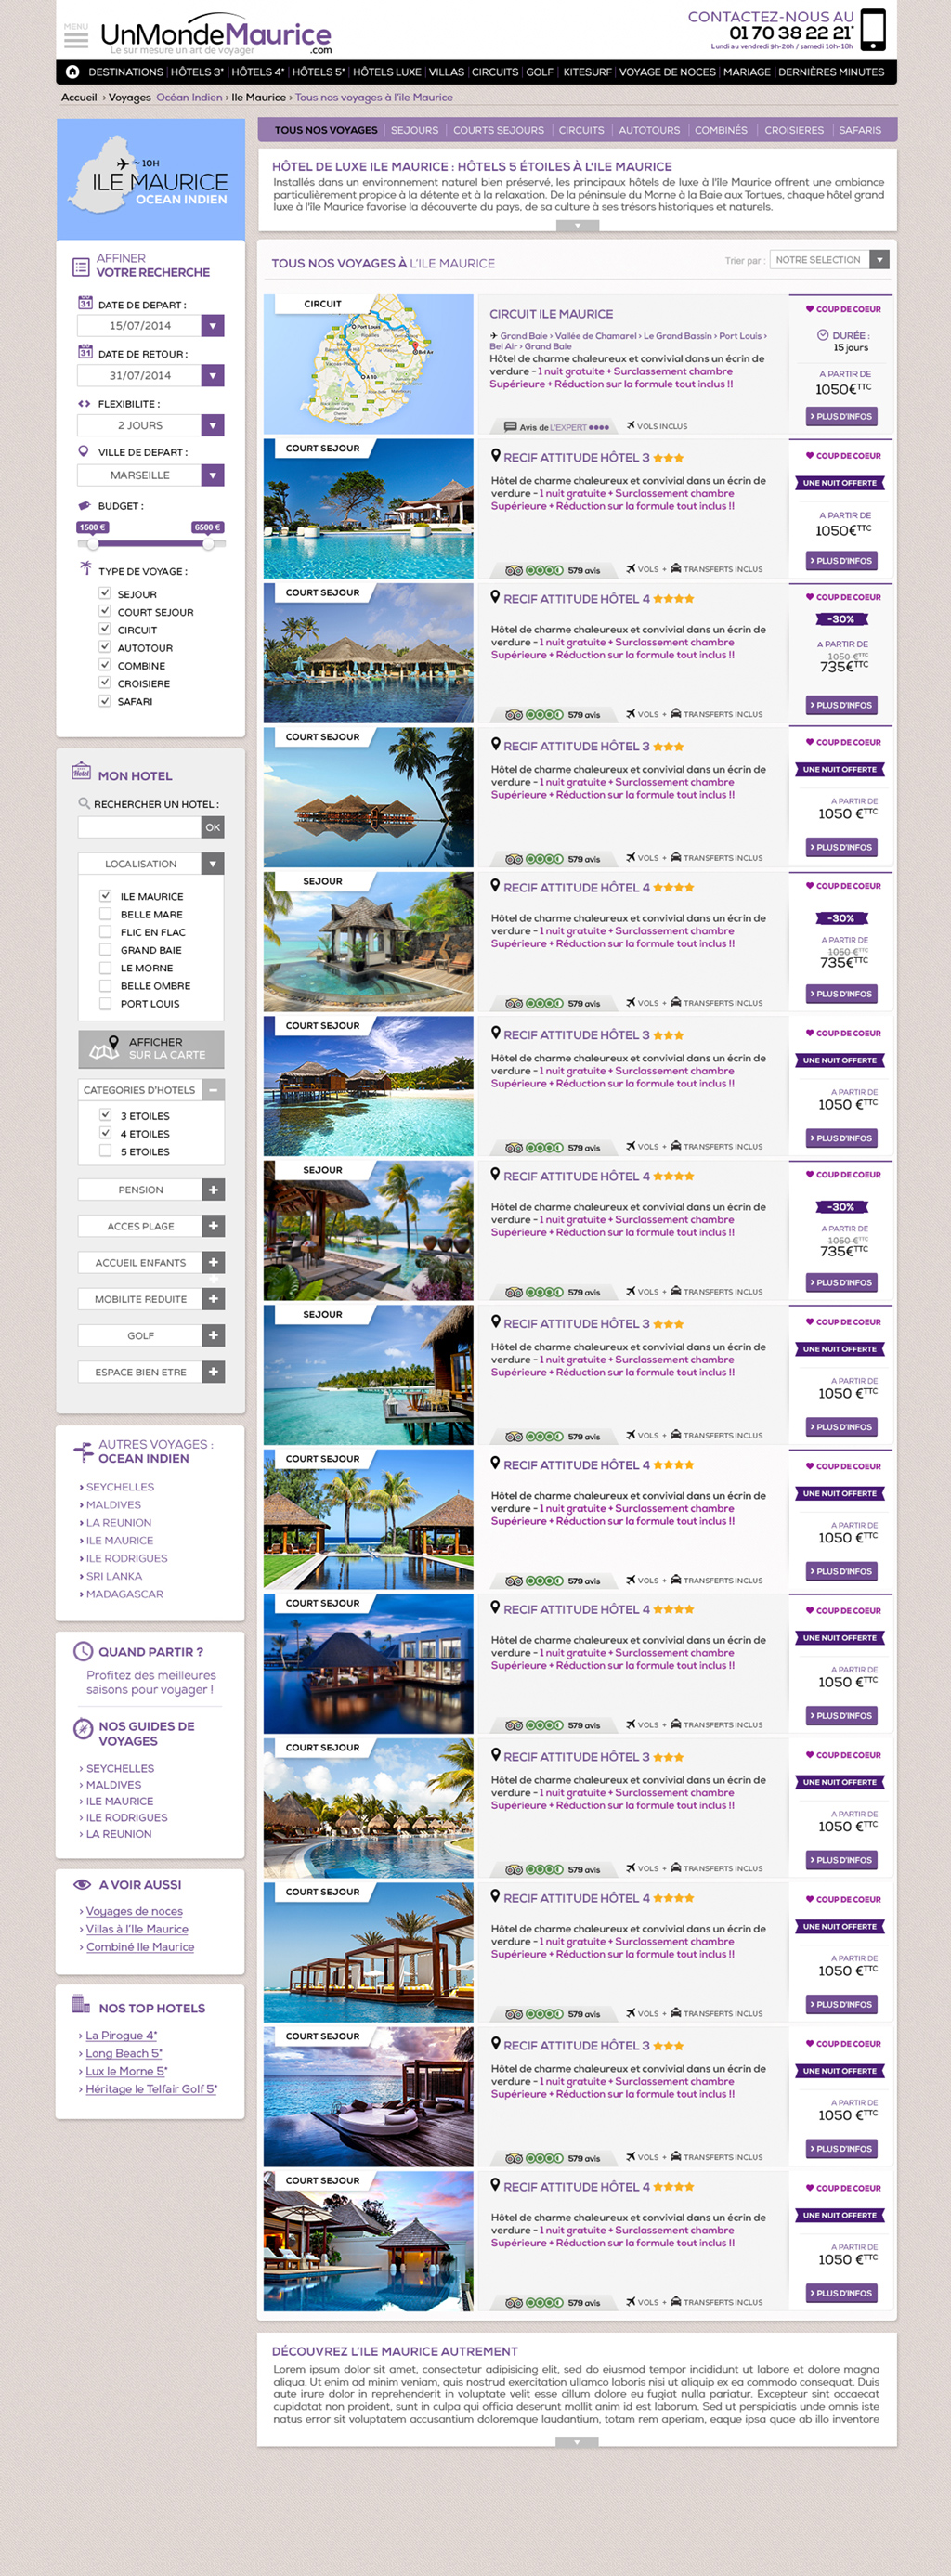 MENU
UnMondeMaurice
.com
Le sur mesure un art de voyager
CONTACTEZ-NOUS AU
01 70 38 22 21*
Lundi au vendredi 9h-20h / samedi 10h-18h
DESTINATIONS HÔTELS 3* HÔTELS 4* HÔTELS 5* HÔTELS LUXE VILLAS CIRCUITS GOLF KITESURF VOYAGE DE NOCES MARIAGE DERNIÈRES MINUTES
Accueil > Voyages Océan Indien > Ile Maurice > Tous nos voyages à l'île Maurice
~ 10H
ILE MAURICE
OCEAN INDIEN
AFFINER
VOTRE RECHERCHE
31 DATE DE DEPART :
15/07/2014
31 DATE DE RETOUR :
31/07/2014
FLEXIBILITE :
2 JOURS
VILLE DE DEPART :
MARSEILLE
BUDGET :
1500 € 6500 €
TYPE DE VOYAGE :
SEJOUR
COURT SEJOUR
CIRCUIT
AUTOTOUR
COMBINE
CROISIERE
SAFARI
Hotel MON HOTEL
RECHERCHER UN HOTEL :
OK
LOCALISATION
ILE MAURICE
BELLE MARE
FLIC EN FLAC
GRAND BAIE
LE MORNE
BELLE OMBRE
PORT LOUIS
AFFICHER
SUR LA CARTE
CATEGORIES D'HOTELS
3 ETOILES
4 ETOILES
5 ETOILES
PENSION
ACCES PLAGE
ACCUEIL ENFANTS
MOBILITE REDUITE
GOLF
ESPACE BIEN ETRE
AUTRES VOYAGES :
OCEAN INDIEN
> SEYCHELLES
> MALDIVES
> LA REUNION
> ILE MAURICE
> ILE RODRIGUES
> SRI LANKA
> MADAGASCAR
QUAND PARTIR ?
Profitez des meilleures
saisons pour voyager !
NOS GUIDES DE
VOYAGES
> SEYCHELLES
> MALDIVES
> ILE MAURICE
> ILE RODRIGUES
> LA REUNION
A VOIR AUSSI
> Voyages de noces
> Villas à l'Ile Maurice
> Combiné Ile Maurice
NOS TOP HOTELS
> La Pirogue 4*
> Long Beach 5*
> Lux le Morne 5*
> Héritage le Telfair Golf 5*
TOUS NOS VOYAGES SEJOURS COURTS SEJOURS CIRCUITS AUTOTOURS COMBINÉS CROISIERES SAFARIS
HÔTEL DE LUXE ILE MAURICE : HÔTELS 5 ÉTOILES À L'ILE MAURICE
Installés dans un environnement naturel bien préservé, les principaux hôtels de luxe à l'île Maurice offrent une ambiance
particulièrement propice à la détente et à la relaxation. De la péninsule du Morne à la Baie aux Tortues, chaque hôtel grand
luxe à l'île Maurice favorise la découverte du pays, de sa culture à ses trésors historiques et naturels.
TOUS NOS VOYAGES À L'ILE MAURICE
Trier par : NOTRE SELECTION
CIRCUIT
Port Louis
Bel Air
CIRCUIT ILE MAURICE
Grand Baie > Vallée de Chamarel > Le Grand Bassin > Port Louis >
Bel Air > Grand Baie
Hôtel de charme chaleureux et convivial dans un écrin de
verdure - 1 nuit gratuite + Surclassement chambre
Supérieure + Réduction sur la formule tout inclus !!
Avis de L'EXPERT VOLS INCLUS
COUP DE COEUR
DURÉE :
15 jours
A PARTIR DE
1050€TTC
> PLUS D'INFOS
COURT SEJOUR
RECIF ATTITUDE HÔTEL 3
Hôtel de charme chaleureux et convivial dans un écrin de
verdure - 1 nuit gratuite + Surclassement chambre
Supérieure + Réduction sur la formule tout inclus !!
579 avis VOLS + TRANSFERTS INCLUS
COUP DE COEUR
UNE NUIT OFFERTE
A PARTIR DE
1050€TTC
> PLUS D'INFOS
COURT SEJOUR
RECIF ATTITUDE HÔTEL 4
Hôtel de charme chaleureux et convivial dans un écrin de
verdure - 1 nuit gratuite + Surclassement chambre
Supérieure + Réduction sur la formule tout inclus !!
579 avis VOLS + TRANSFERTS INCLUS
COUP DE COEUR
-30%
A PARTIR DE
1050 €TTC
735€TTC
> PLUS D'INFOS
COURT SEJOUR
RECIF ATTITUDE HÔTEL 3
Hôtel de charme chaleureux et convivial dans un écrin de
verdure - 1 nuit gratuite + Surclassement chambre
Supérieure + Réduction sur la formule tout inclus !!
579 avis VOLS + TRANSFERTS INCLUS
COUP DE COEUR
UNE NUIT OFFERTE
A PARTIR DE
1050 €TTC
> PLUS D'INFOS
SEJOUR
RECIF ATTITUDE HÔTEL 4
Hôtel de charme chaleureux et convivial dans un écrin de
verdure - 1 nuit gratuite + Surclassement chambre
Supérieure + Réduction sur la formule tout inclus !!
579 avis VOLS + TRANSFERTS INCLUS
COUP DE COEUR
-30%
A PARTIR DE
1050 €TTC
735€TTC
> PLUS D'INFOS
COURT SEJOUR
RECIF ATTITUDE HÔTEL 3
Hôtel de charme chaleureux et convivial dans un écrin de
verdure - 1 nuit gratuite + Surclassement chambre
Supérieure + Réduction sur la formule tout inclus !!
579 avis VOLS + TRANSFERTS INCLUS
COUP DE COEUR
UNE NUIT OFFERTE
A PARTIR DE
1050 €TTC
> PLUS D'INFOS
SEJOUR
RECIF ATTITUDE HÔTEL 4
Hôtel de charme chaleureux et convivial dans un écrin de
verdure - 1 nuit gratuite + Surclassement chambre
Supérieure + Réduction sur la formule tout inclus !!
579 avis VOLS + TRANSFERTS INCLUS
COUP DE COEUR
-30%
A PARTIR DE
1050 €TTC
735€TTC
> PLUS D'INFOS
SEJOUR
RECIF ATTITUDE HÔTEL 3
Hôtel de charme chaleureux et convivial dans un écrin de
verdure - 1 nuit gratuite + Surclassement chambre
Supérieure + Réduction sur la formule tout inclus !!
579 avis VOLS + TRANSFERTS INCLUS
COUP DE COEUR
UNE NUIT OFFERTE
A PARTIR DE
1050 €TTC
> PLUS D'INFOS
COURT SEJOUR
RECIF ATTITUDE HÔTEL 4
Hôtel de charme chaleureux et convivial dans un écrin de
verdure - 1 nuit gratuite + Surclassement chambre
Supérieure + Réduction sur la formule tout inclus !!
579 avis VOLS + TRANSFERTS INCLUS
COUP DE COEUR
UNE NUIT OFFERTE
A PARTIR DE
1050 €TTC
> PLUS D'INFOS
COURT SEJOUR
RECIF ATTITUDE HÔTEL 4
Hôtel de charme chaleureux et convivial dans un écrin de
verdure - 1 nuit gratuite + Surclassement chambre
Supérieure + Réduction sur la formule tout inclus !!
579 avis VOLS + TRANSFERTS INCLUS
COUP DE COEUR
UNE NUIT OFFERTE
A PARTIR DE
1050 €TTC
> PLUS D'INFOS
COURT SEJOUR
RECIF ATTITUDE HÔTEL 3
Hôtel de charme chaleureux et convivial dans un écrin de
verdure - 1 nuit gratuite + Surclassement chambre
Supérieure + Réduction sur la formule tout inclus !!
579 avis VOLS + TRANSFERTS INCLUS
COUP DE COEUR
UNE NUIT OFFERTE
A PARTIR DE
1050 €TTC
> PLUS D'INFOS
COURT SEJOUR
RECIF ATTITUDE HÔTEL 4
Hôtel de charme chaleureux et convivial dans un écrin de
verdure - 1 nuit gratuite + Surclassement chambre
Supérieure + Réduction sur la formule tout inclus !!
579 avis VOLS + TRANSFERTS INCLUS
COUP DE COEUR
UNE NUIT OFFERTE
A PARTIR DE
1050 €TTC
> PLUS D'INFOS
COURT SEJOUR
RECIF ATTITUDE HÔTEL 3
Hôtel de charme chaleureux et convivial dans un écrin de
verdure - 1 nuit gratuite + Surclassement chambre
Supérieure + Réduction sur la formule tout inclus !!
579 avis VOLS + TRANSFERTS INCLUS
COUP DE COEUR
UNE NUIT OFFERTE
A PARTIR DE
1050 €TTC
> PLUS D'INFOS
COURT SEJOUR
RECIF ATTITUDE HÔTEL 4
Hôtel de charme chaleureux et convivial dans un écrin de
verdure - 1 nuit gratuite + Surclassement chambre
Supérieure + Réduction sur la formule tout inclus !!
579 avis VOLS + TRANSFERTS INCLUS
COUP DE COEUR
UNE NUIT OFFERTE
A PARTIR DE
1050 €TTC
> PLUS D'INFOS
DÉCOUVREZ L'ILE MAURICE AUTREMENT
Lorem ipsum dolor sit amet, consectetur adipisicing elit, sed do eiusmod tempor incididunt ut labore et dolore magna
aliqua. Ut enim ad minim veniam, quis nostrud exercitation ullamco laboris nisi ut aliquip ex ea commodo consequat. Duis
aute irure dolor in reprehenderit in voluptate velit esse cillum dolore eu fugiat nulla pariatur. Excepteur sint occaecat
cupidatat non proident, sunt in culpa qui officia deserunt mollit anim id est laborum. Sed ut perspiciatis unde omnis iste
natus error sit voluptatem accusantium doloremque laudantium, totam rem aperiam, eaque ipsa quae ab illo inventore